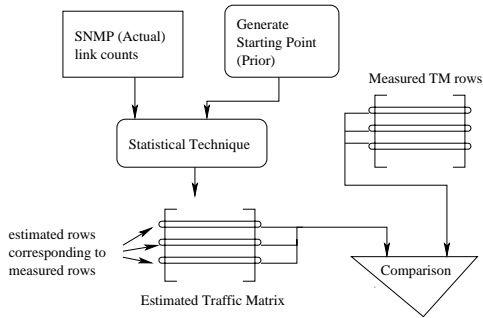 SNMP (Actual)
link counts
Generate
Starting Point
(Prior)
Measured TM rows
Statistical Technique
estimated rows
corresponding to
measured rows
Comparison
Estimated Traffic Matrix